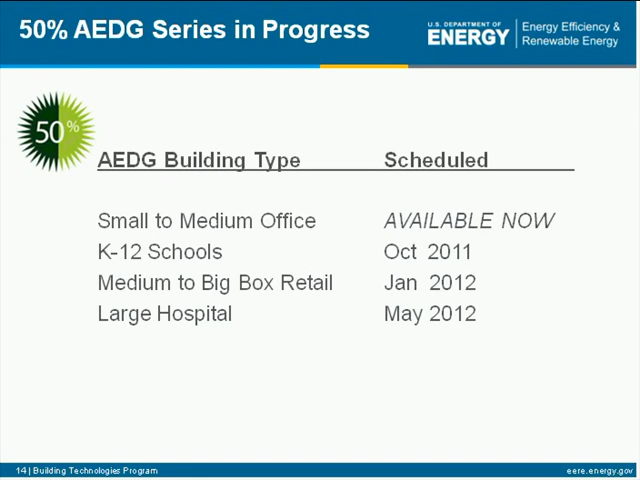 50% AEDG Series in Progress
U.S. DEPARTMENT OF
ENERGY
Energy Efficiency &
Renewable Energy
50%
AEDG Building Type Scheduled
Small to Medium Office AVAILABLE NOW
K-12 Schools Oct 2011
Medium to Big Box Retail Jan 2012
Large Hospital May 2012
14 | Building Technologies Program eere.energy.gov